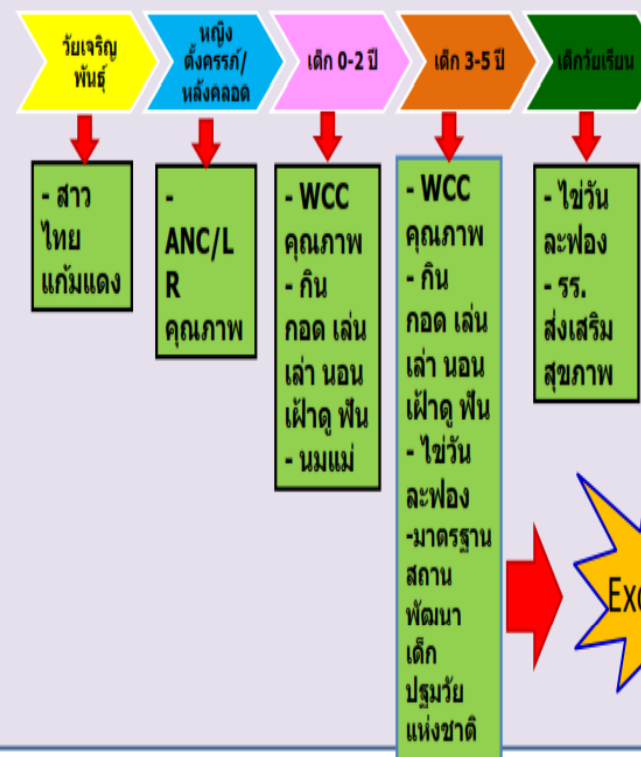 วัยเจริญ
พันธุ์
หญิง
ตั้งครรภ์/
หลังคลอด
เด็ก 0-2 ปี
เด็ก 3-5 ปี
เด็กวัยเรียน
- สาว
ไทย
แก้มแดง
-
ANC/L
R
คุณภาพ
- WCC
คุณภาพ
- กิน
กอด เล่น
เล่า นอน
เฝ้าดู ฟัน
- นมแม่
- WCC
คุณภาพ
- กิน
กอด เล่น
เล่า นอน
เฝ้าดู ฟัน
- ไข่วัน
ละฟอง
-มาตรฐาน
สถาน
พัฒนา
เด็ก
ปฐมวัย
แห่งชาติ
- ไข่วัน
ละฟอง
- รร.
ส่งเสริม
สุขภาพ